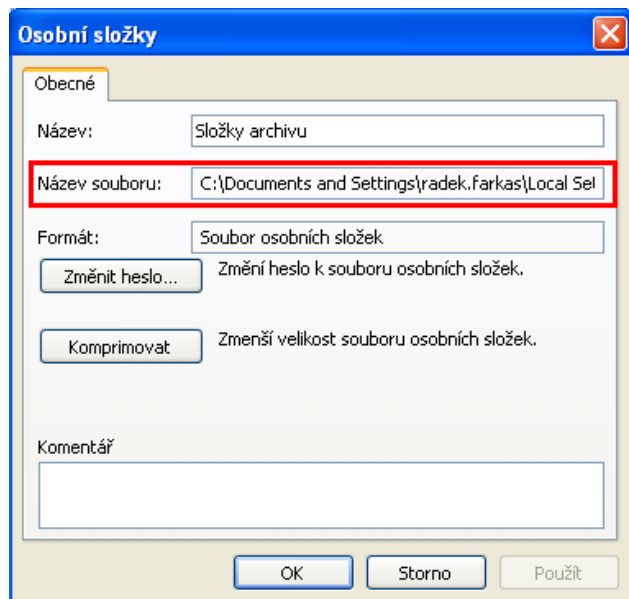 Osobní složky
Obecné
Název: Složky archivu
Název souboru: C:\Documents and Settings\radek.farkas\Local
Formát: Soubor osobních složek
Změnit heslo... Změní heslo k souboru osobních složek.
Komprimovat Zmenší velikost souboru osobních složek.
Komentář
OK Storno Použít